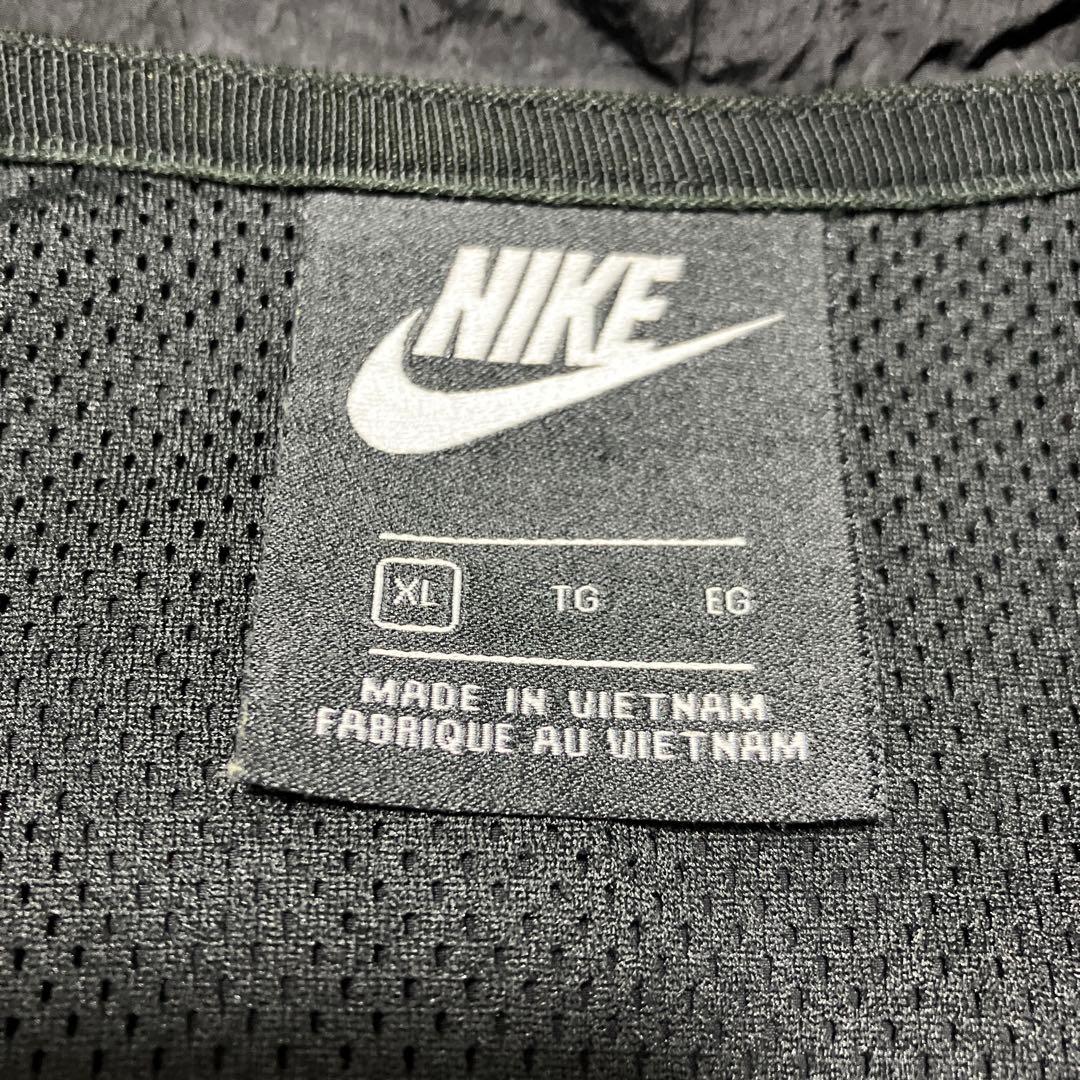 NIKE
XL TG EG
MADE IN VIETNAM
FABRIQUE AU VIETNAM